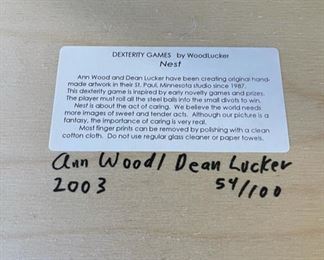 DEXTERITY GAMES   by WoodLucker
Nest
Ann Wood and Dean Lucker have been creating original hand-
made artwork in their St. Paul, Minnesota studio since 1987.
This dexterity game is inspired by early novelty games and prizes.
The player must roll all the steel balls into the small divots to win.
Nest is about the act of caring. We believe the world needs
more images of sweet and tender acts. Although our picture is a
fantasy, the importance of caring is very real.
Most finger prints can be removed by polishing with a clean
cotton cloth. Do not use regular glass cleaner or paper towels.
Ann Wood/ Dean Lucker
2003 54/100